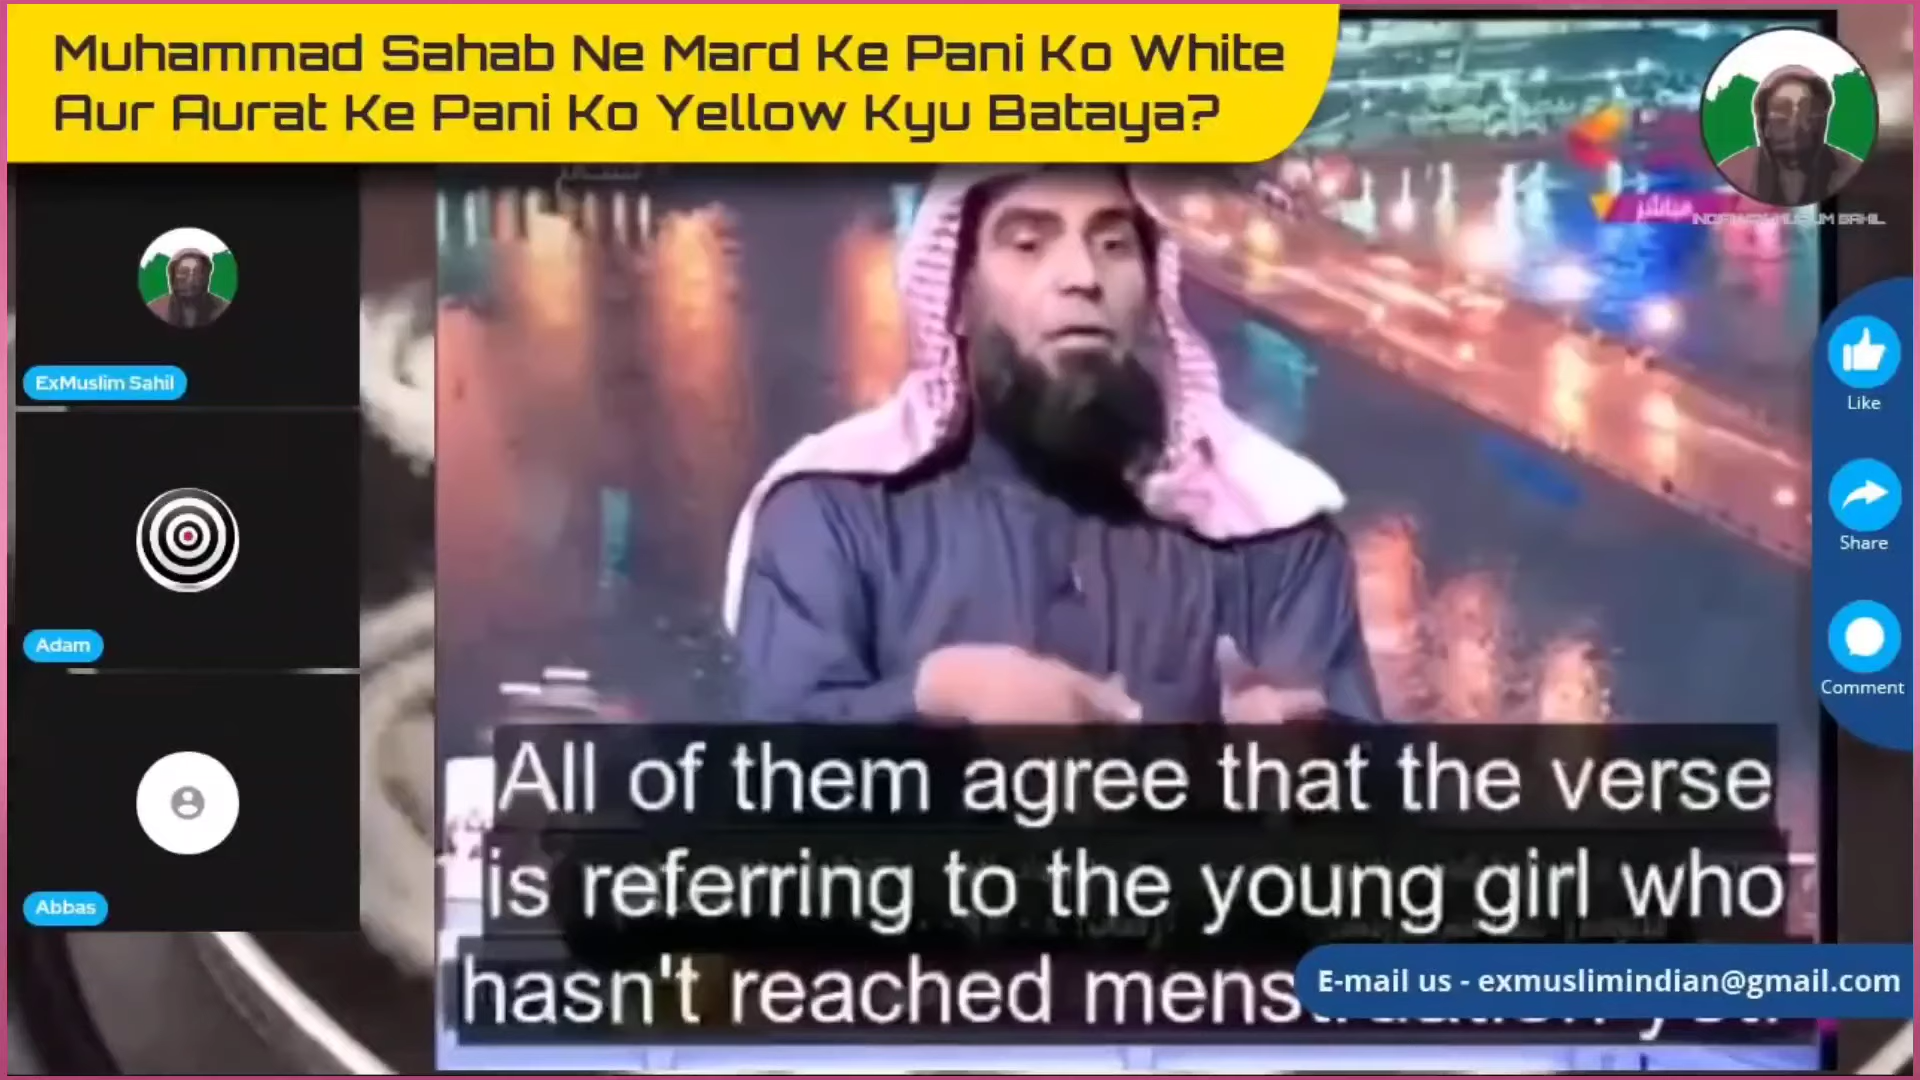 Muhammad Sahab Ne Mard Ke Pani Ko White
Aur Aurat Ke Pani Ko Yellow Kyu Bataya?
مباشر
ExMuslim Sahil
Like
Share
Adam
Comment
All of them agree that the verse
is referring to the young girl who
Abbas
hasn't reached
E-mail us - exmuslimindian@gmail.com